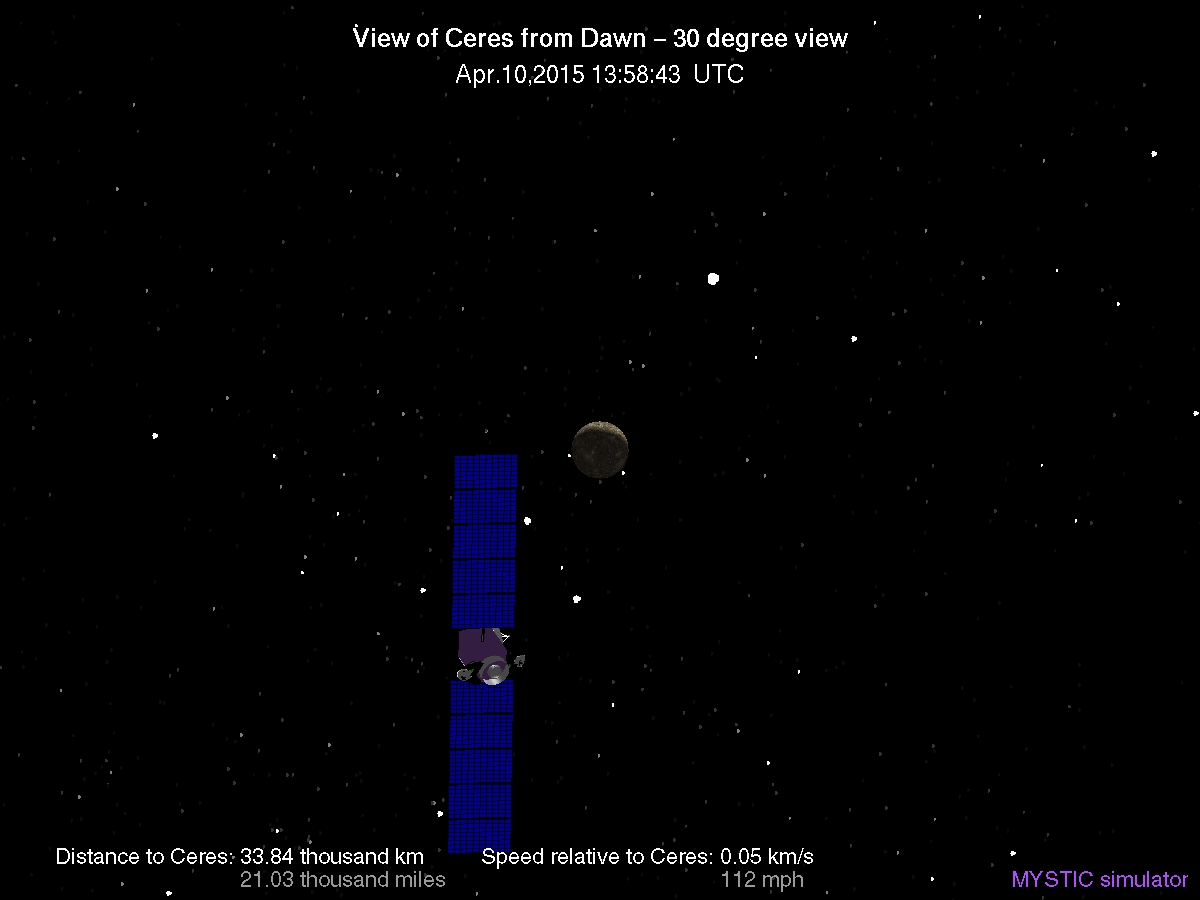 View of Ceres from Dawn – 30 degree view
Apr.10,2015 13:58:43 UTC
Distance to Ceres: 33.84 thousand km
21.03 thousand miles
Speed relative to Ceres: 0.05 km/s
112 mph
MYSTIC simulator